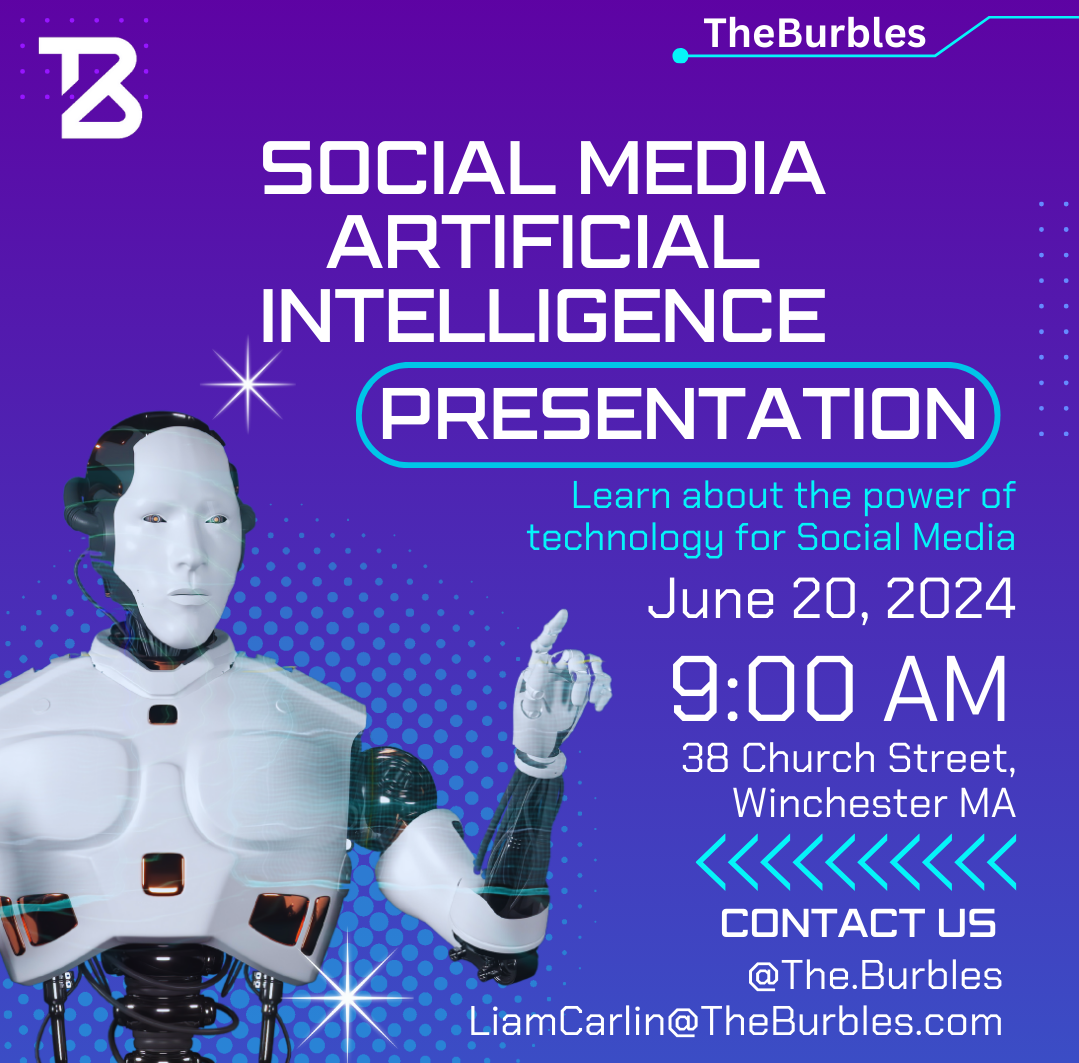 TheBurbles
TB
SOCIAL MEDIA
ARTIFICIAL
INTELLIGENCE
PRESENTATION
Learn about the power of
technology for Social Media
June 20, 2024
9:00 AM
38 Church Street,
Winchester MA
CONTACT US
@The.Burbles
LiamCarlin@TheBurbles.com